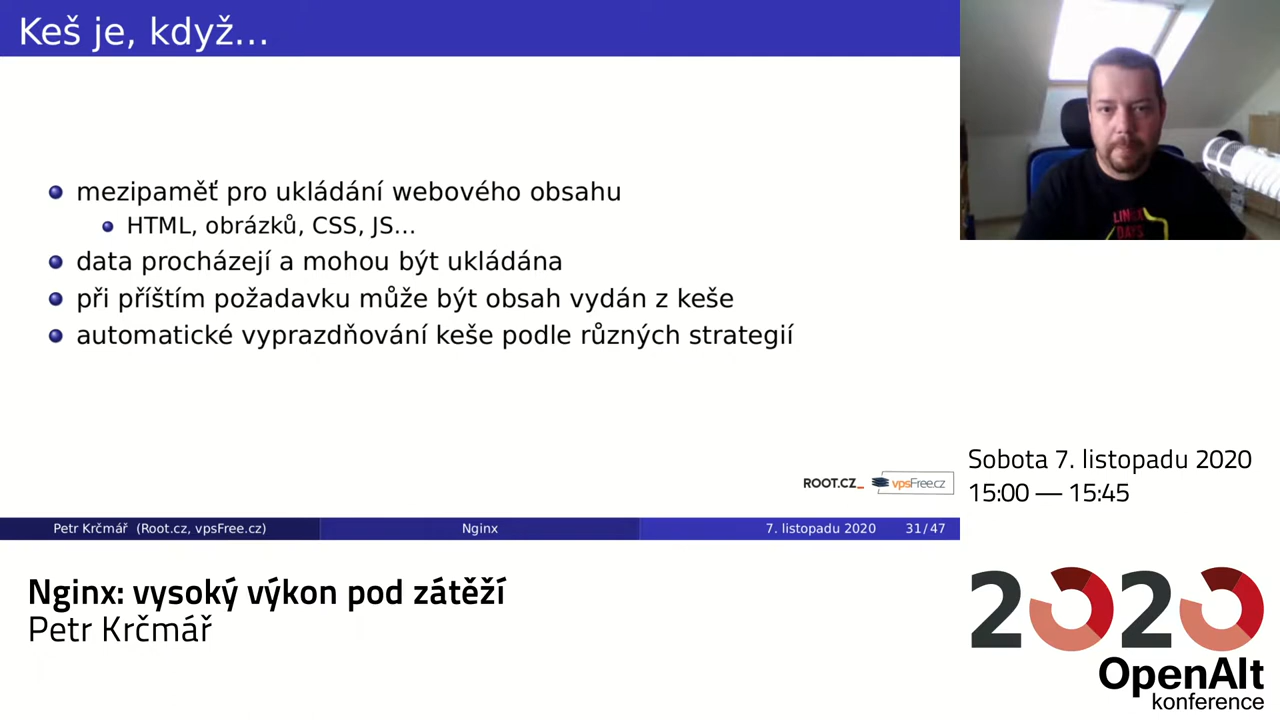 Keš je, když...
mezipaměť pro ukládání webového obsahu
HTML, obrázků, CSS, JS...
data procházejí a mohou být ukládána
při příštím požadavku může být obsah vydán z keše
automatické vyprazdňování keše podle různých strategií
ROOT.CZ_ vpsFree.cz
Petr Krčmář (Root.cz, vpsFree.cz) Nginx 7. listopadu 2020 31/47
LINUX
DAYS
Sobota 7. listopadu 2020
15:00 — 15:45
Nginx: vysoký výkon pod zátěží
Petr Krčmář
2020
OpenAlt
konference